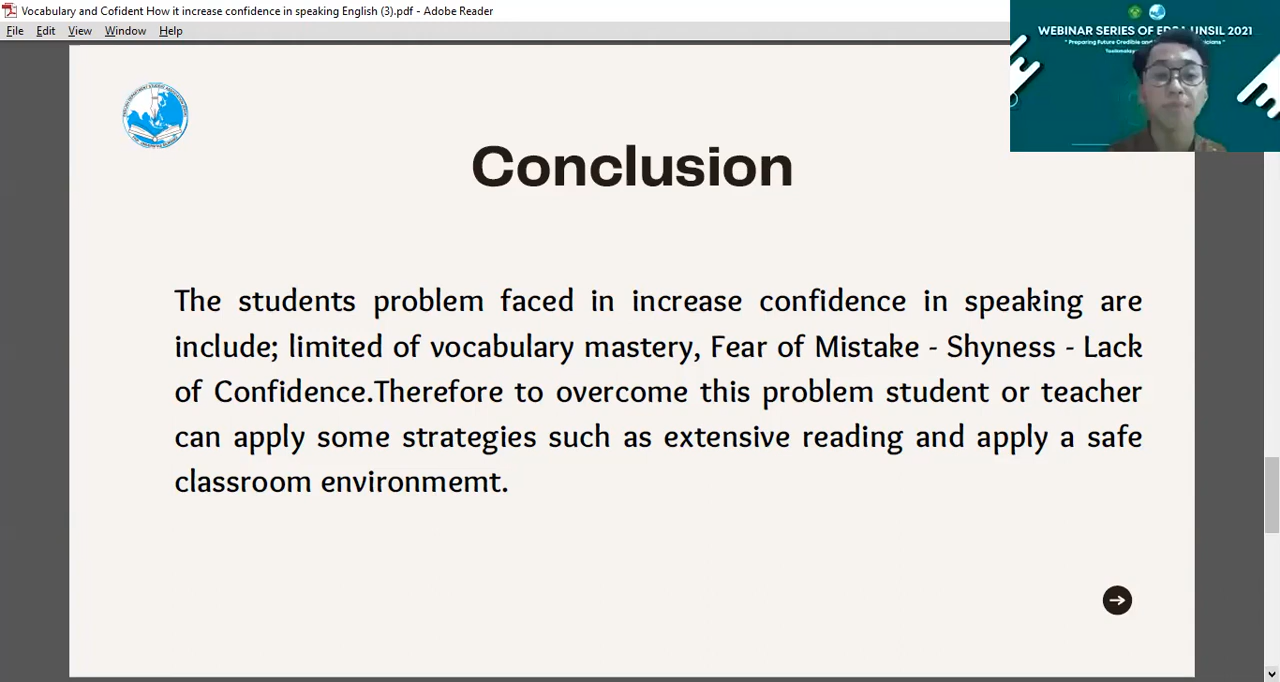 Vocabulary and Cofident How it increase confidence in speaking English (3).pdf - Adobe Reader
File Edit View Window Help
WEBINAR SERIES OF UNSIL 2021
" Preparing Future Credible and
Conclusion
The students problem faced in increase confidence in speaking are
include; limited of vocabulary mastery, Fear of Mistake - Shyness - Lack
of Confidence.Therefore to overcome this problem student or teacher
can apply some strategies such as extensive reading and apply a safe
classroom environmemt.